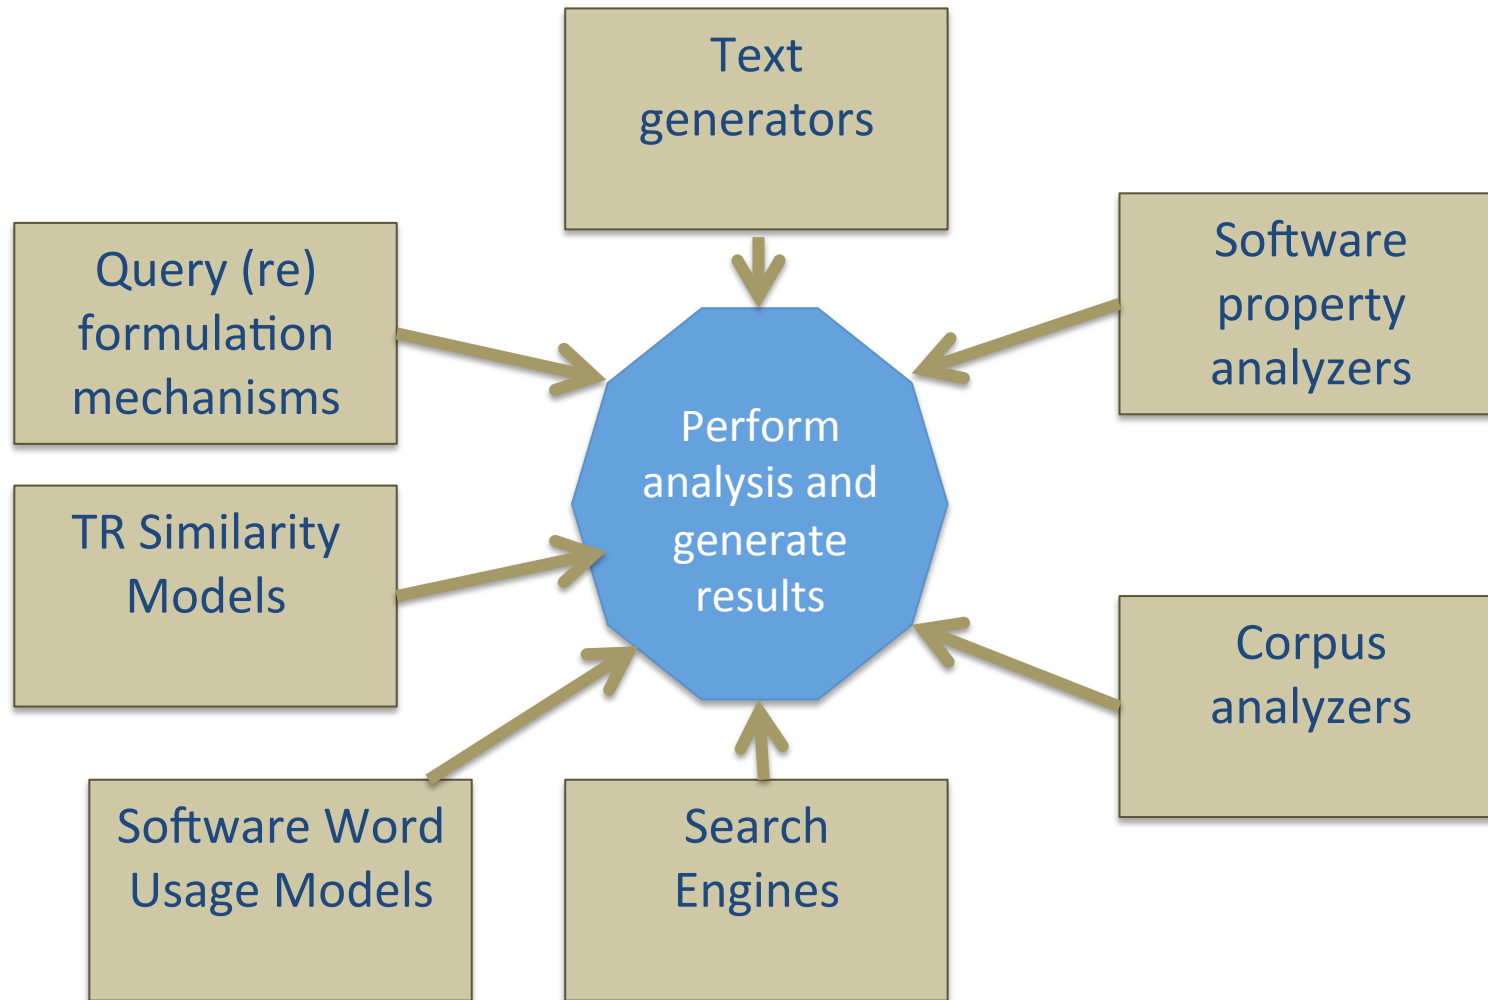 Text
generators
Query (re)
formulation
mechanisms
Software
property
analyzers
Perform
analysis and
generate
results
TR Similarity
Models
Corpus
analyzers
Software Word
Usage Models
Search
Engines